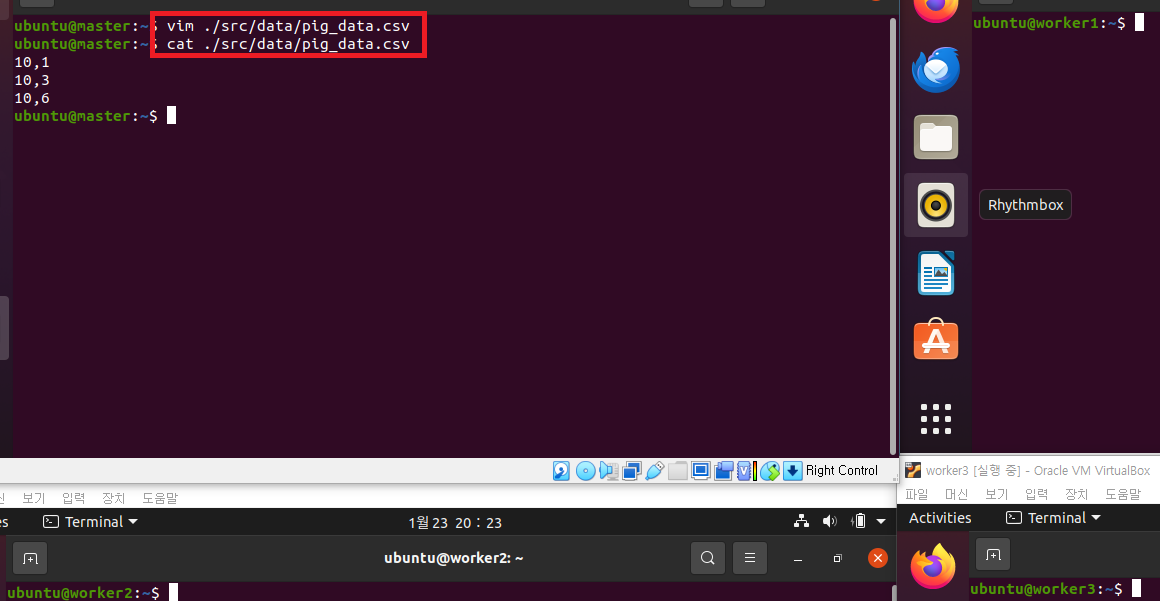 ubuntu@master:~$ vim ./src/data/pig_data.csv
ubuntu@master:~$ cat ./src/data/pig_data.csv
10,1
10,3
10,6
ubuntu@master:~$
ubuntu@worker1:~$
Rhythmbox
Right Control
보기 입력 장치 도움말
Terminal
1월 23 20 : 23
ubuntu@worker2: ~
ubuntu@worker2:~$
worker3 [실행 중] - Oracle VM VirtualBox
파일 머신 보기 입력 장치 도움말
Activities Terminal
ubuntu@worker3:~$